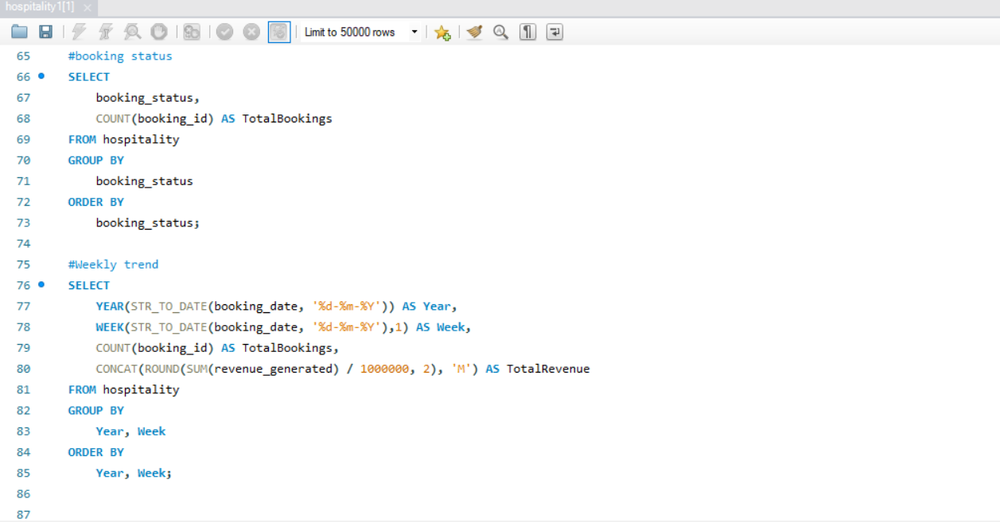 hospitality1[1] ×
Limit to 50000 rows
65 #booking status
66 SELECT
67 booking_status,
68 COUNT(booking_id) AS TotalBookings
69 FROM hospitality
70 GROUP BY
71 booking_status
72 ORDER BY
73 booking_status;
74
75 #Weekly trend
76 SELECT
77 YEAR(STR_TO_DATE(booking_date, '%d-%m-%Y')) AS Year,
78 WEEK(STR_TO_DATE(booking_date, '%d-%m-%Y'),1) AS Week,
79 COUNT(booking_id) AS TotalBookings,
80 CONCAT(ROUND(SUM(revenue_generated) / 1000000, 2), 'M') AS TotalRevenue
81 FROM hospitality
82 GROUP BY
83 Year, Week
84 ORDER BY
85 Year, Week;
86
87